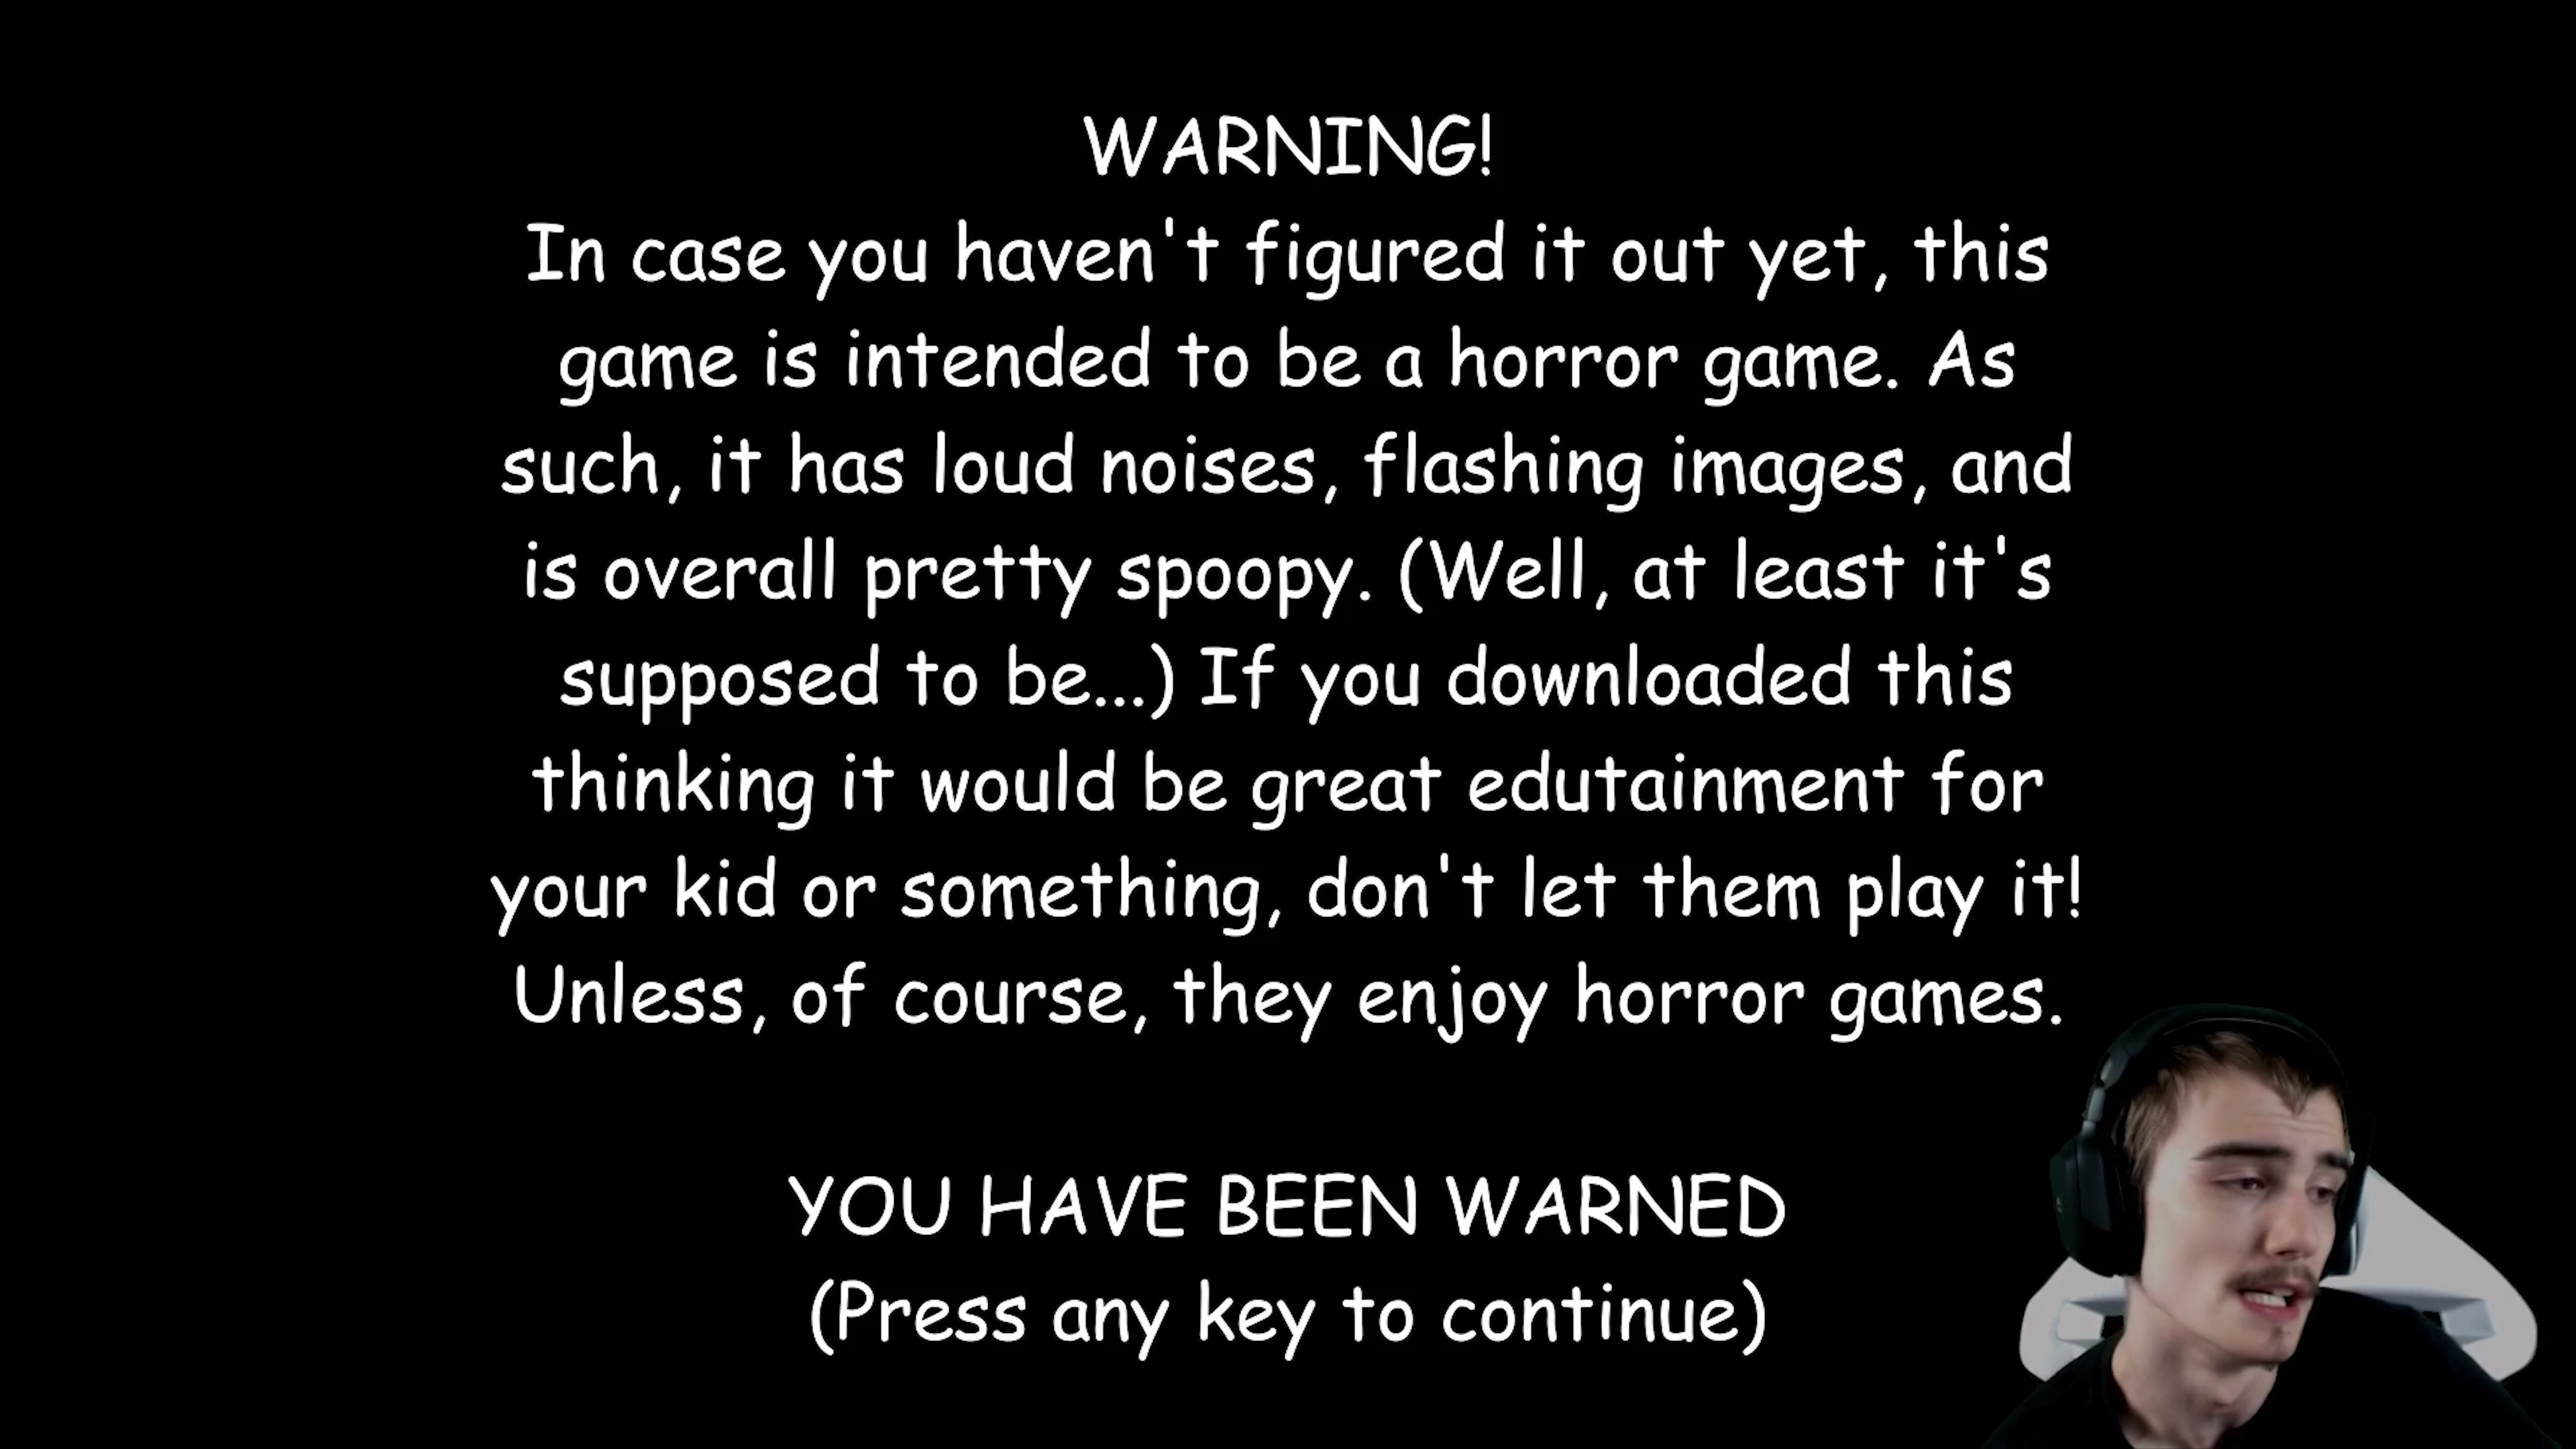 WARNING!
In case you haven't figured it out yet, this
game is intended to be a horror game. As
such, it has loud noises, flashing images, and
is overall pretty spoopy. (Well, at least it's
supposed to be...) If you downloaded this
thinking it would be great edutainment for
your kid or something, don't let them play it!
Unless, of course, they enjoy horror games.
YOU HAVE BEEN WARNED
(Press any key to continue)